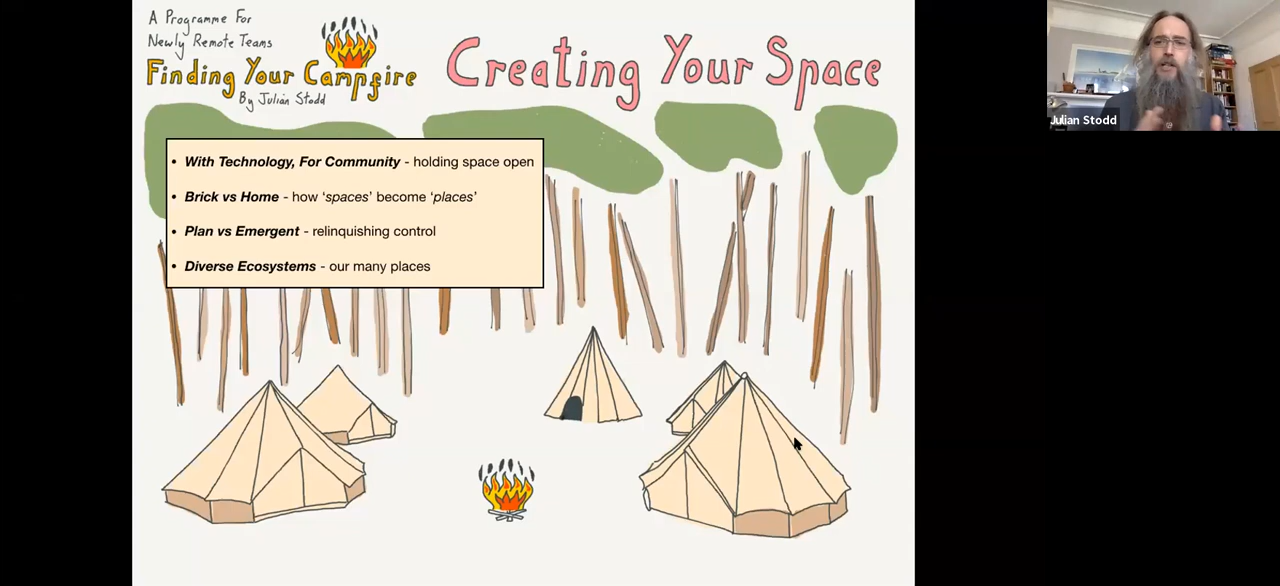 A Programme For
Newly Remote Teams
Finding Your Campfire
By Julian Stodd
Creating Your Space
• With Technology, For Community - holding space open
• Brick vs Home - how ‘spaces’ become ‘places’
• Plan vs Emergent - relinquishing control
• Diverse Ecosystems - our many places
Julian Stodd